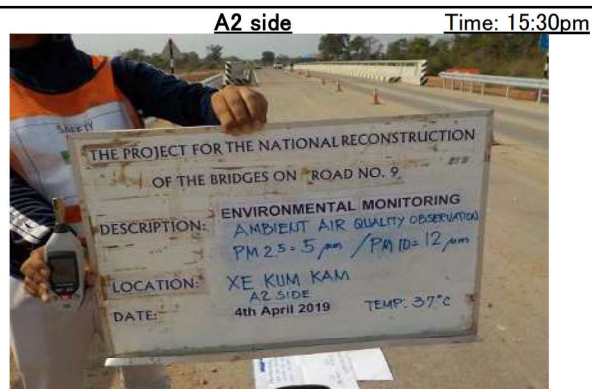 A2 side
Time: 15:30pm
SAFETY
THE PROJECT FOR THE NATIONAL RECONSTRUCTION
OF THE BRIDGES ON ROAD NO. 9
DESCRIPTION: ENVIRONMENTAL MONITORING
AMBIENT AIR QUALITY OBSERVATION
PM 2.5 = 5 µm / PM 10 = 12 µm
LOCATION: XE KUM KAM
A2 SIDE
DATE: 4th April 2019 TEMP: 37°C